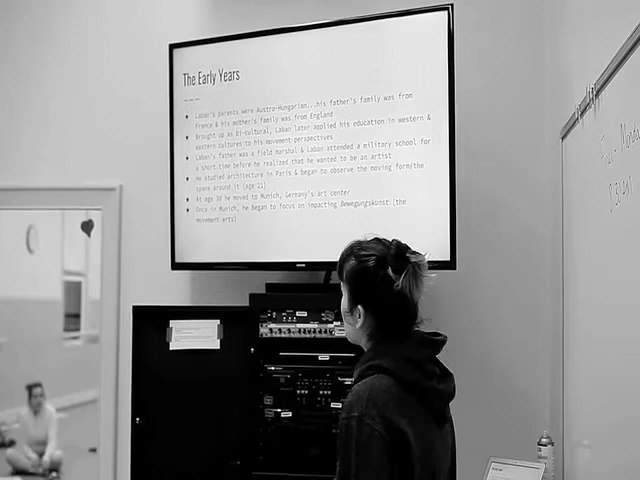 The Early Years
Laban's parents were Austro-Hungarian...his father's family was from
France & his mother's family was from England
Brought up as bi-cultural, Laban later applied his education in western &
eastern cultures to his movement perspectives
Laban's father was a field marshal & Laban attended a military school for
a short time before he realized that he wanted to be an artist
He studied architecture in Paris & began to observe the moving form/the
space around it (age 21)
At age 30 he moved to Munich, Germany's art center
Once in Munich, he Began to focus on impacting Bewegungskunst (the
movement arts)
Monday
8:30 AM